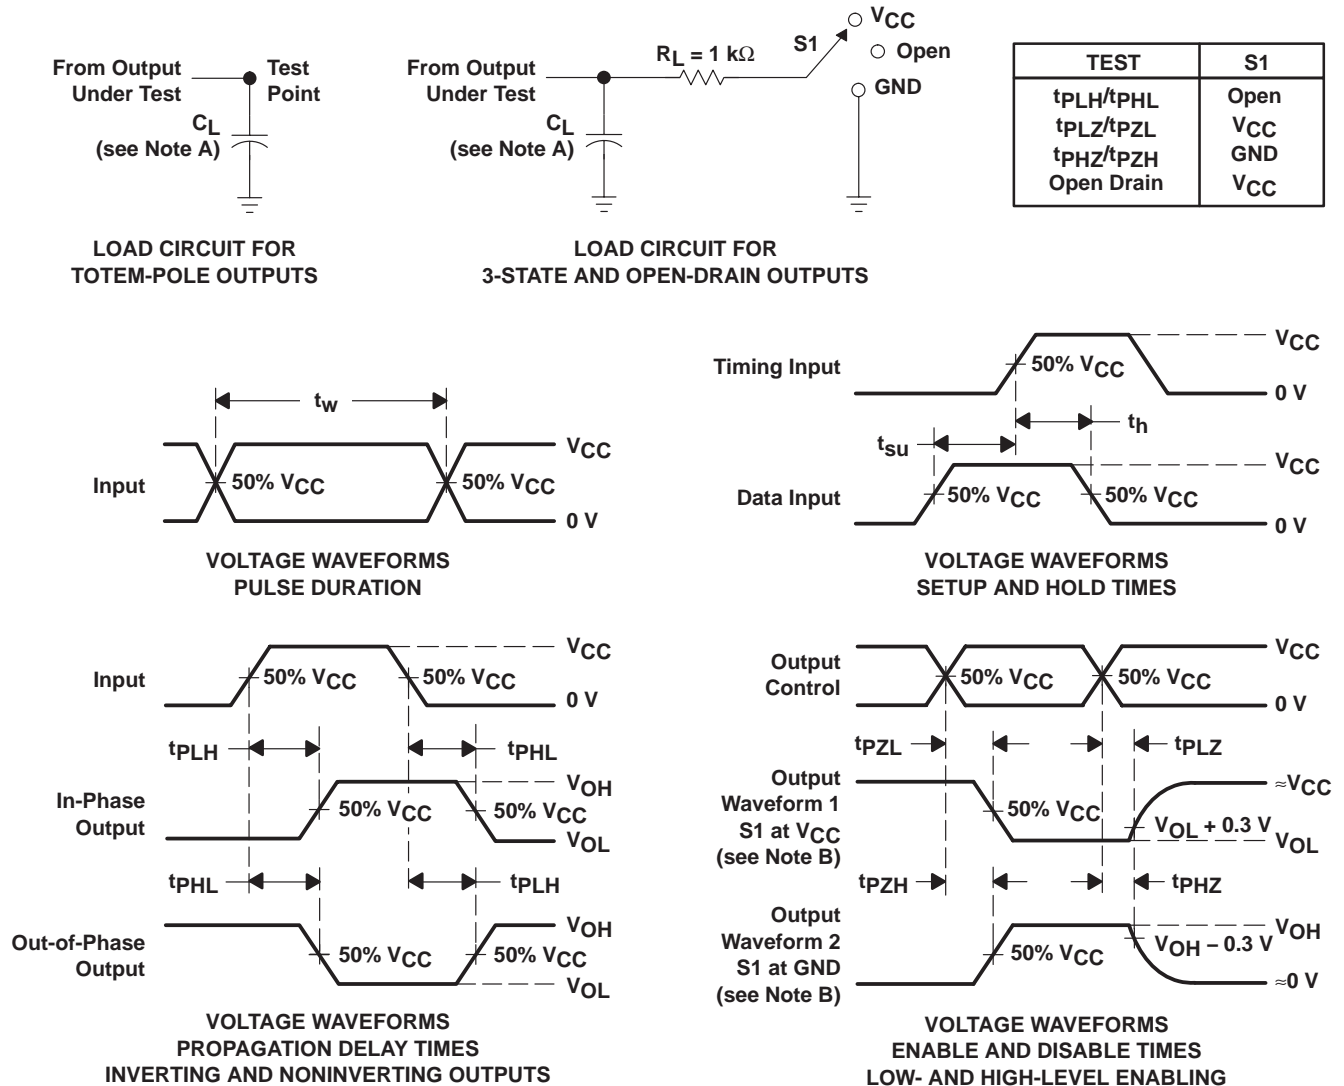 From Output
Under Test
Test
Point
CL
(see Note A)
LOAD CIRCUIT FOR
TOTEM-POLE OUTPUTS
From Output
Under Test
CL
(see Note A)
RL = 1 kΩ
S1
VCC
Open
GND
LOAD CIRCUIT FOR
3-STATE AND OPEN-DRAIN OUTPUTS
TEST S1
tPLH/tPHL Open
tPLZ/tPZL VCC
tPHZ/tPZH GND
Open Drain VCC
tw
Input
50% VCC
50% VCC
VCC
0 V
VOLTAGE WAVEFORMS
PULSE DURATION
Timing Input
50% VCC
VCC
0 V
th
tsu
Data Input
50% VCC
50% VCC
VCC
0 V
VOLTAGE WAVEFORMS
SETUP AND HOLD TIMES
Input
50% VCC
50% VCC
VCC
0 V
tPLH
tPHL
In-Phase
Output
50% VCC
50% VCC
VOH
VOL
tPHL
tPLH
Out-of-Phase
Output
50% VCC
50% VCC
VOH
VOL
VOLTAGE WAVEFORMS
PROPAGATION DELAY TIMES
INVERTING AND NONINVERTING OUTPUTS
Output
Control
50% VCC
50% VCC
VCC
0 V
tPZL
tPLZ
Output
Waveform 1
S1 at VCC
(see Note B)
50% VCC
VOL + 0.3 V
≈VCC
VOL
tPZH
tPHZ
Output
Waveform 2
S1 at GND
(see Note B)
50% VCC
VOH − 0.3 V
VOH
≈0 V
VOLTAGE WAVEFORMS
ENABLE AND DISABLE TIMES
LOW- AND HIGH-LEVEL ENABLING